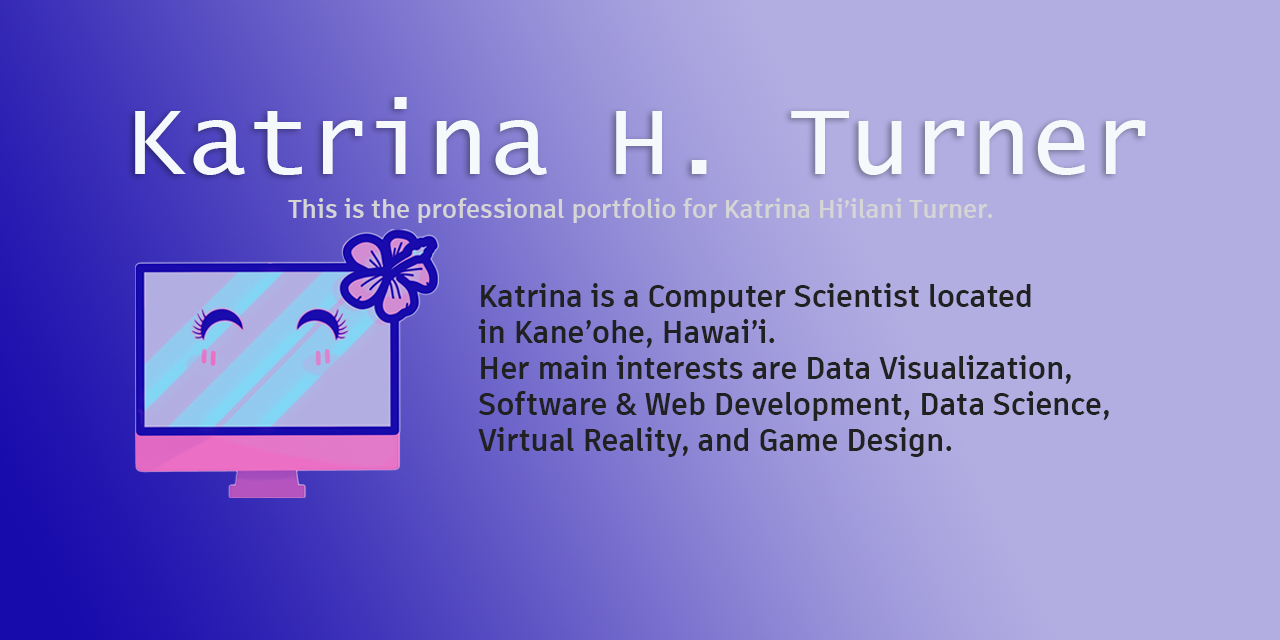 Katrina H. Turner
This is the professional portfolio for Katrina Hi’ilani Turner.
Katrina is a Computer Scientist located
in Kane’ohe, Hawai’i.
Her main interests are Data Visualization,
Software & Web Development, Data Science,
Virtual Reality, and Game Design.